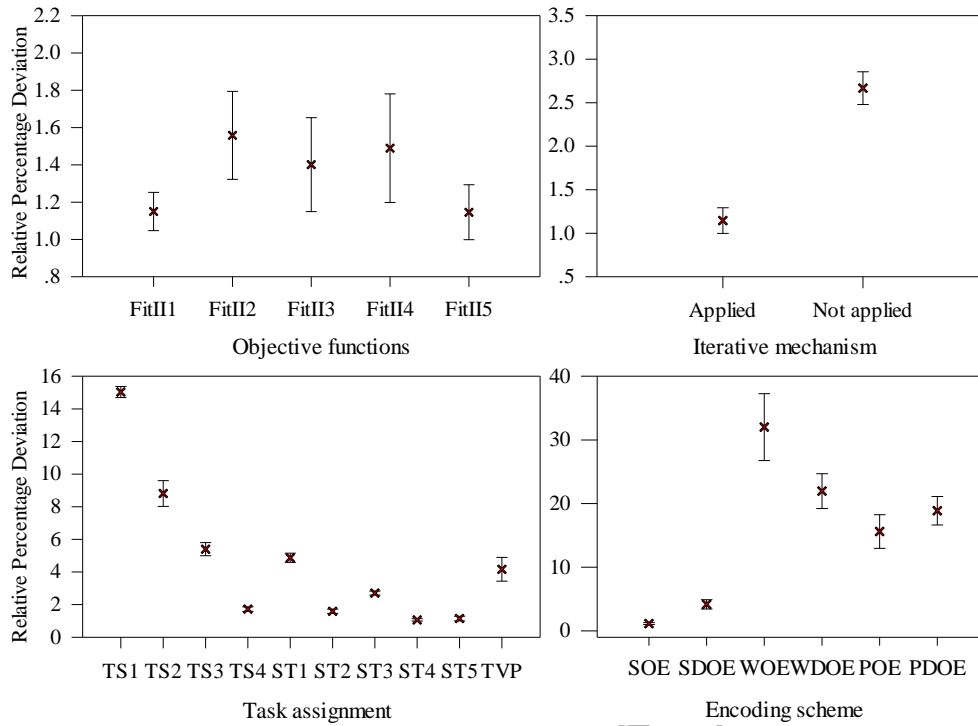 Relative Percentage Deviation
2.2
2.0
1.8
1.6
1.4
1.2
1.0
.8
FitII1 FitII2 FitII3 FitII4 FitII5
Objective functions
3.5
3.0
2.5
2.0
1.5
1.0
.5
Applied Not applied
Iterative mechanism
Relative Percentage Deviation
16
14
12
10
8
6
4
2
0
TS1 TS2 TS3 TS4 ST1 ST2 ST3 ST4 ST5 TVP
Task assignment
40
30
20
10
0
SOE SDOE WOE WDOE POE PDOE
Encoding scheme